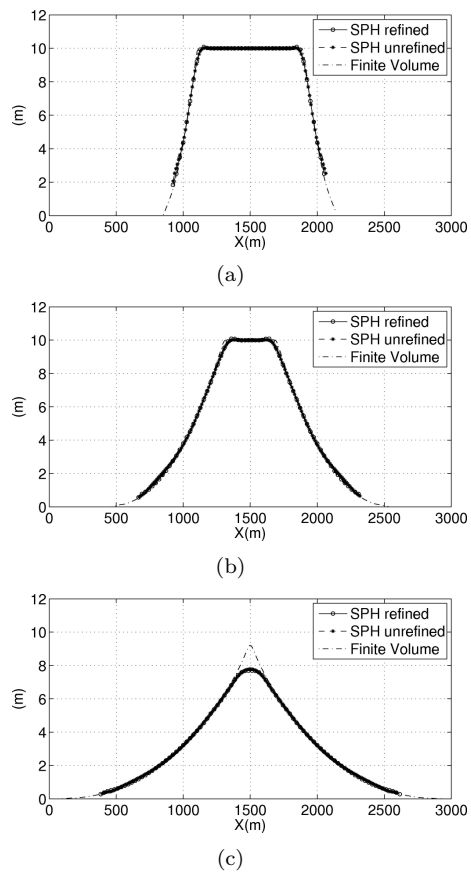 12
10
8
6
4
2
0
(m)
SPH refined
SPH unrefined
Finite Volume
0 500 1000 1500 2000 2500 3000
X(m)
(a)
12
10
8
6
4
2
0
(m)
SPH refined
SPH unrefined
Finite Volume
0 500 1000 1500 2000 2500 3000
X(m)
(b)
12
10
8
6
4
2
0
(m)
SPH refined
SPH unrefined
Finite Volume
0 500 1000 1500 2000 2500 3000
X(m)
(c)